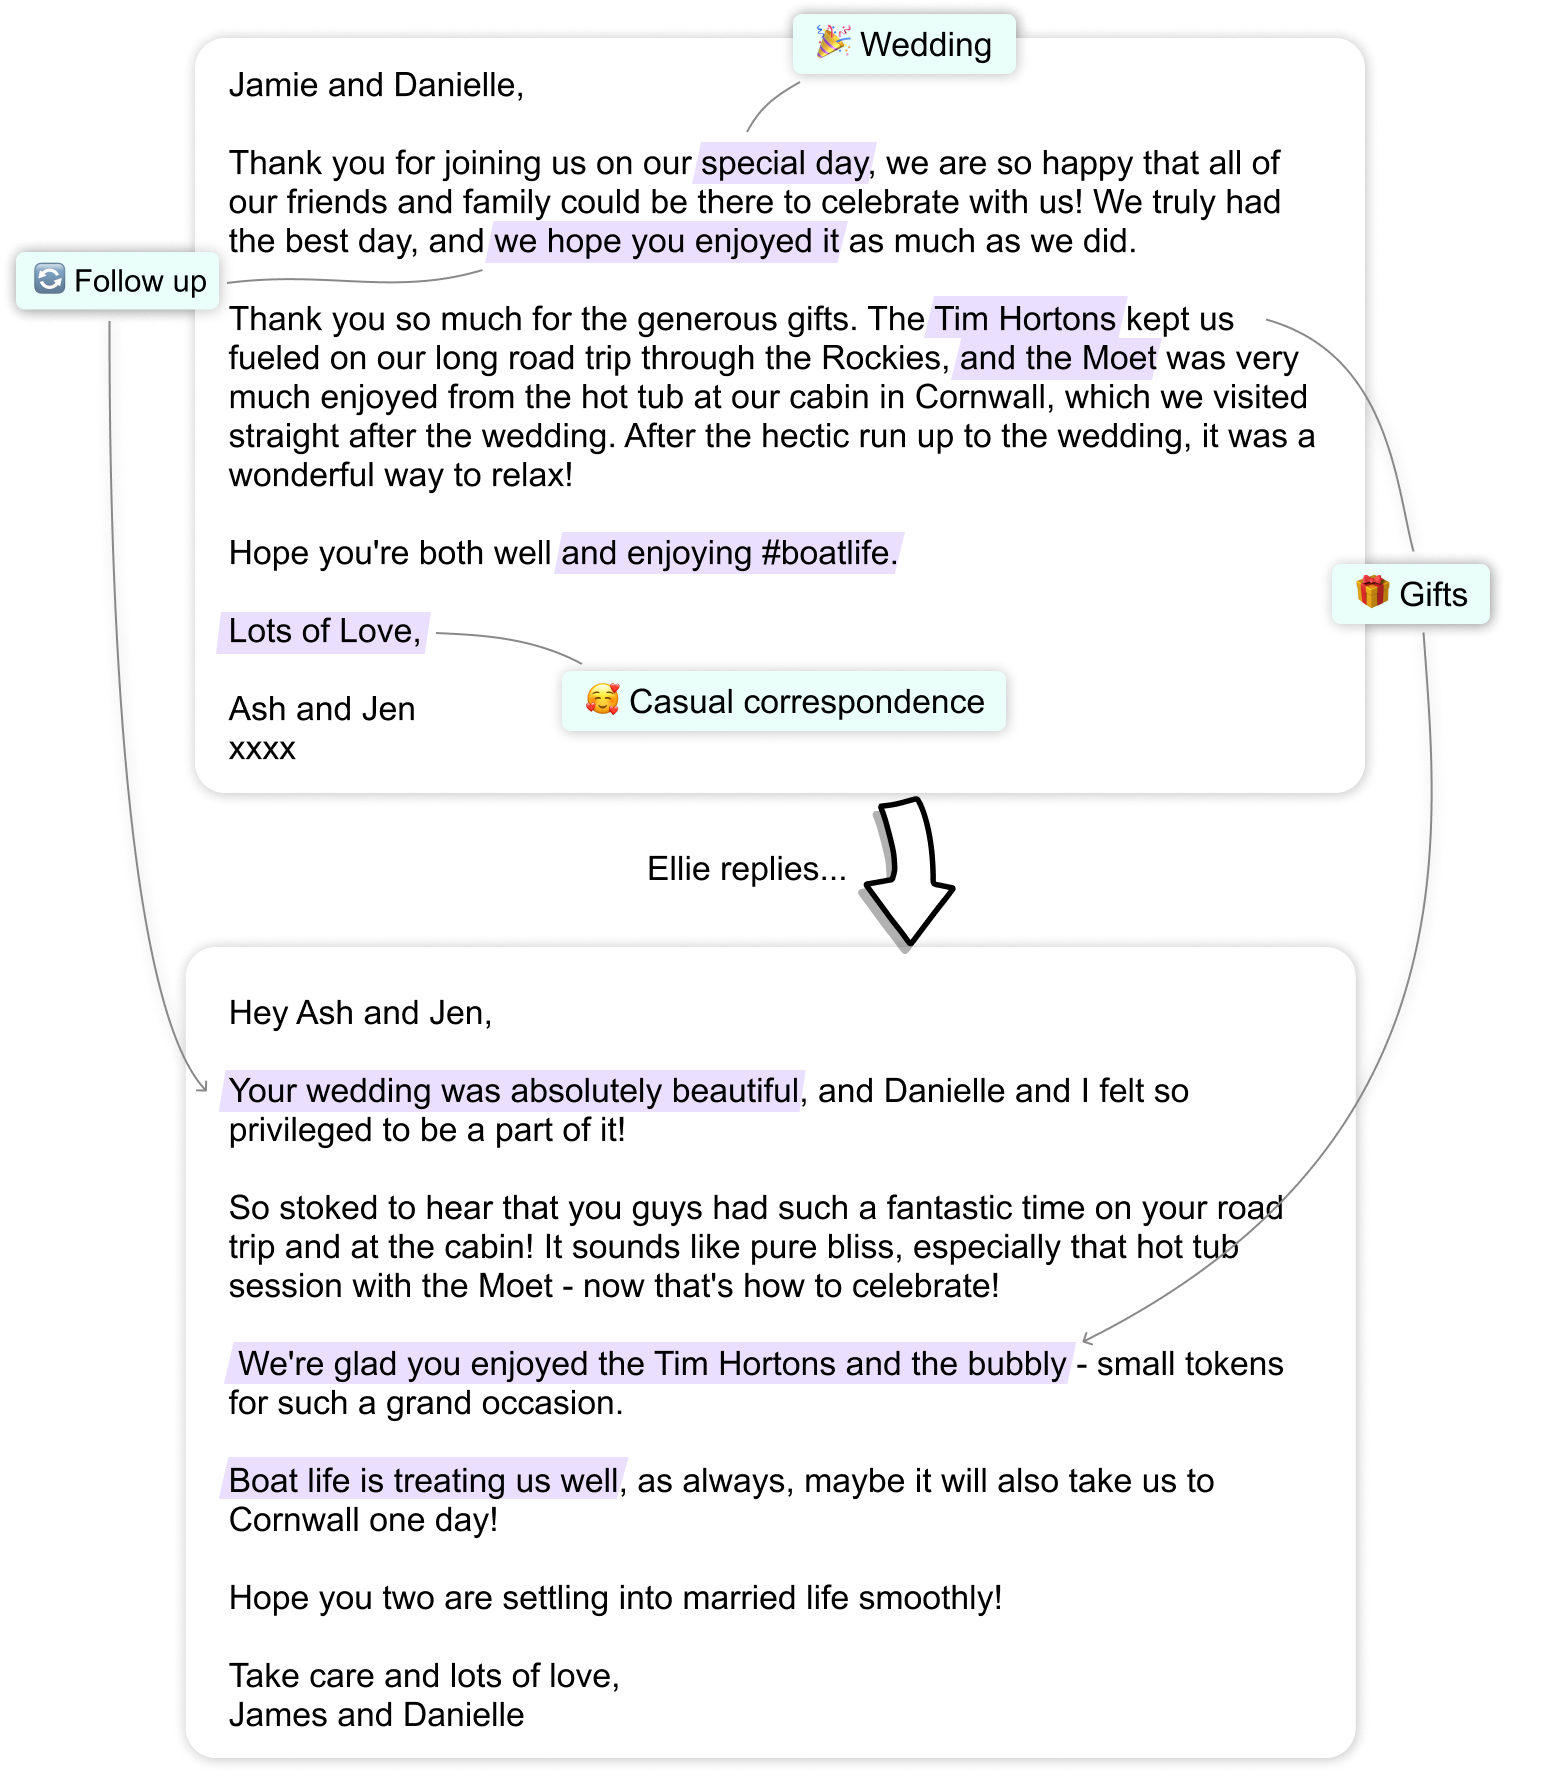 🎉 Wedding
Jamie and Danielle,
Thank you for joining us on our special day, we are so happy that all of
our friends and family could be there to celebrate with us! We truly had
the best day, and we hope you enjoyed it as much as we did.
🔄 Follow up
Thank you so much for the generous gifts. The Tim Hortons kept us
fueled on our long road trip through the Rockies, and the Moet was very
much enjoyed from the hot tub at our cabin in Cornwall, which we visited
straight after the wedding. After the hectic run up to the wedding, it was a
wonderful way to relax!
Hope you're both well and enjoying #boatlife.
🎁 Gifts
Lots of Love,
🥰 Casual correspondence
Ash and Jen
xxxx
Ellie replies...
Hey Ash and Jen,
Your wedding was absolutely beautiful, and Danielle and I felt so
privileged to be a part of it!
So stoked to hear that you guys had such a fantastic time on your road
trip and at the cabin! It sounds like pure bliss, especially that hot tub
session with the Moet - now that's how to celebrate!
We're glad you enjoyed the Tim Hortons and the bubbly - small tokens
for such a grand occasion.
Boat life is treating us well, as always, maybe it will also take us to
Cornwall one day!
Hope you two are settling into married life smoothly!
Take care and lots of love,
James and Danielle